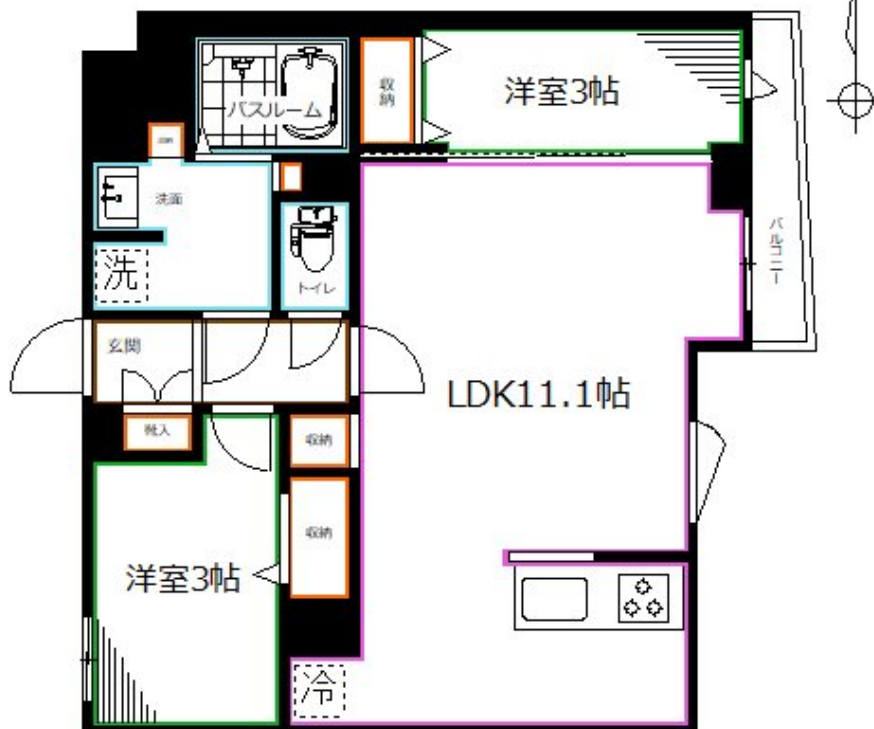 収納
洋室3帖
バスルーム
洗面
洗
トイレ
バルコニー
玄関
LDK11.1帖
靴入
収納
収納
洋室3帖
冷